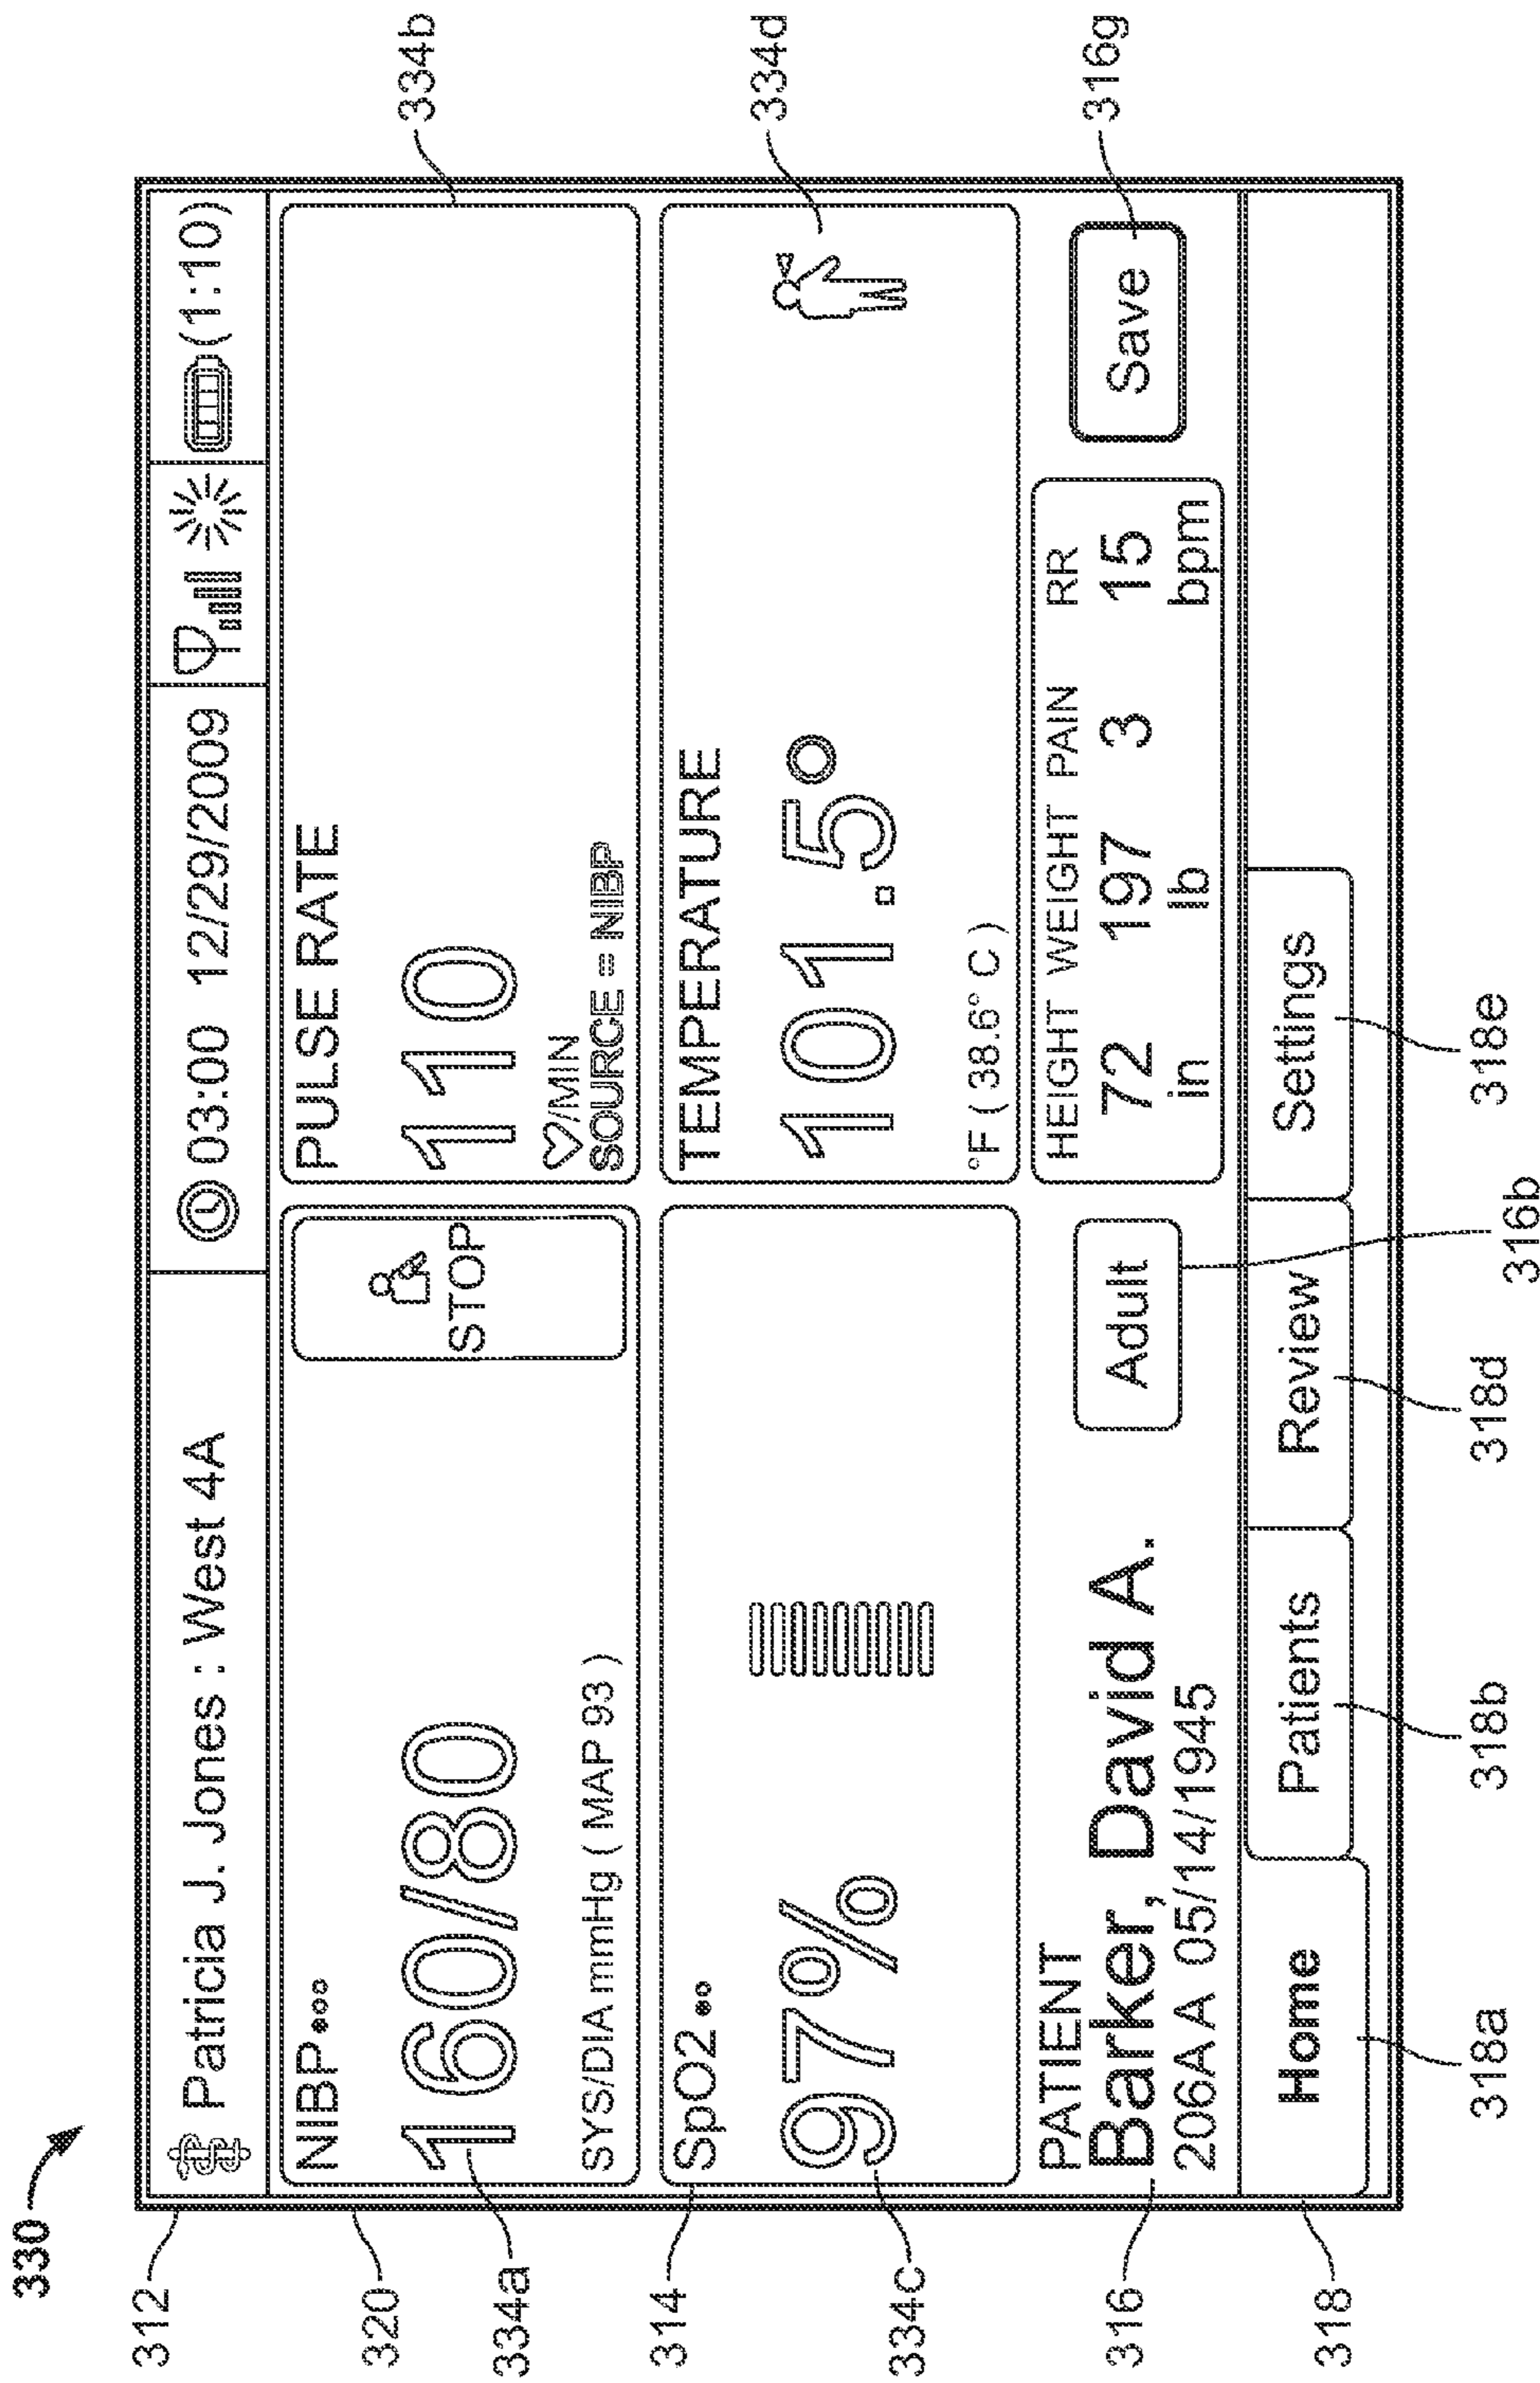 330
312
Patricia J. Jones : West 4A
03:00 12/29/2009
(1:10)
320
NIBP
STOP
PULSE RATE
334b
334a
160/80
110
SYS/DIA mmHg ( MAP 93 )
/MIN
SOURCE = NIBP
314
SpO2
TEMPERATURE
334d
334c
97%
101.5°
°F ( 38.6° C )
316
PATIENT
Barker, David A.
206A A 05/14/1945
Adult
HEIGHT WEIGHT PAIN RR
72 197 3 15
in lb bpm
Save
316g
318
Home
Patients
Review
Settings
318a
318b
318d
316b
318e